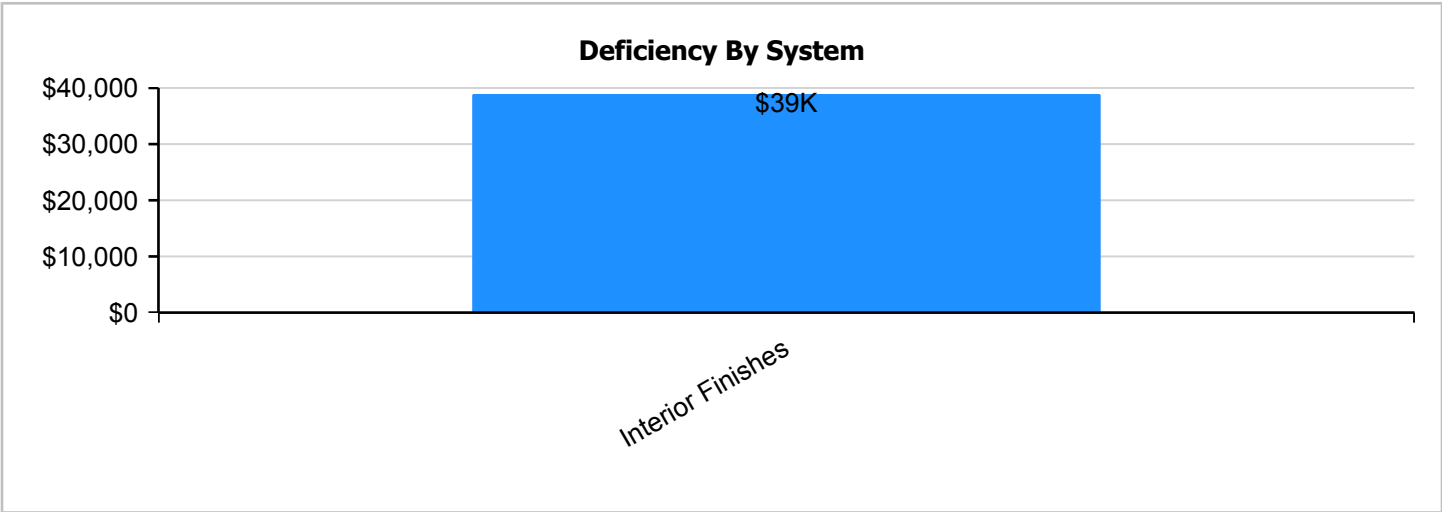 Deficiency By System
$40,000
$39K
$30,000
$20,000
$10,000
$0
Interior Finishes